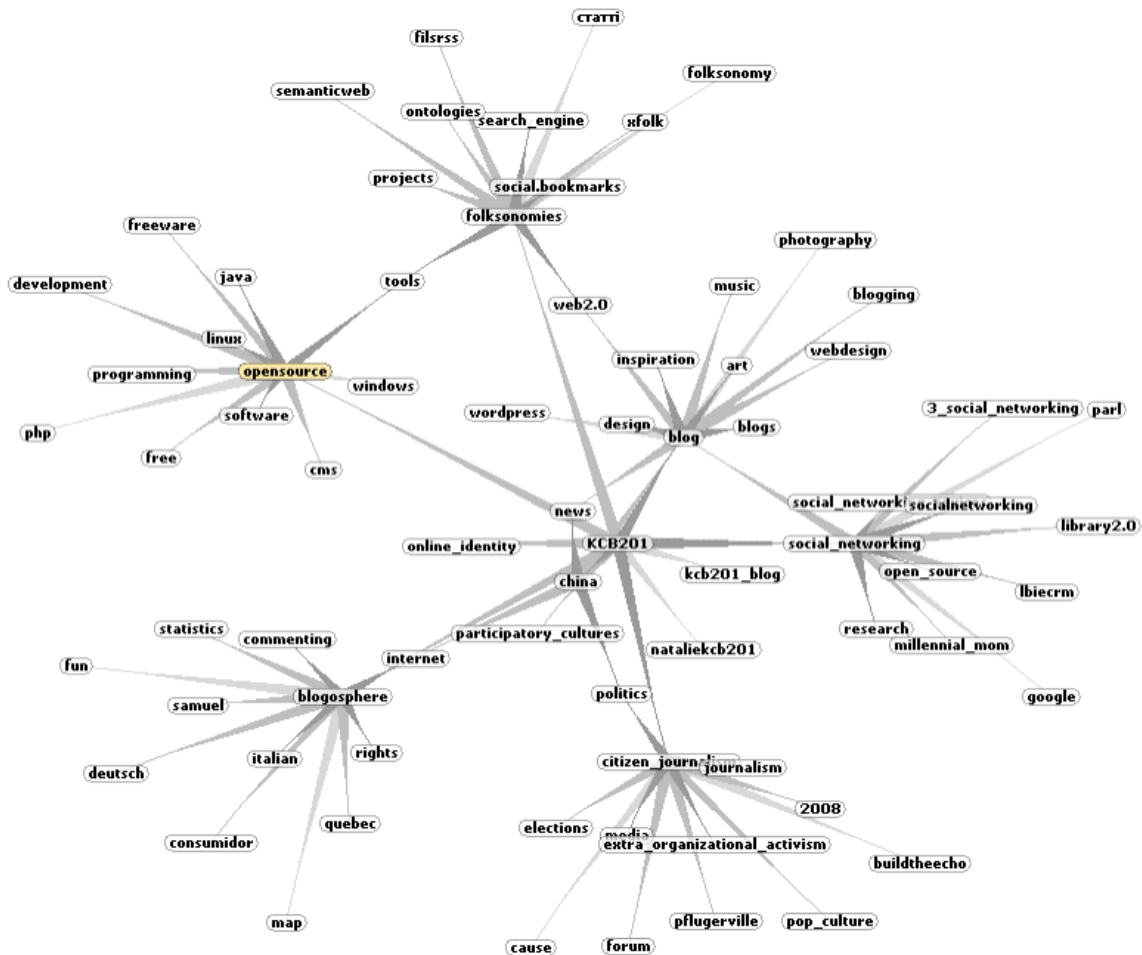 статті
filsrss
folksonomy
semanticweb
ontologies
search_engine
xfolk
projects
social.bookmarks
folksonomies
freeware
photography
java
tools
development
music
blogging
web2.0
linux
webdesign
inspiration
art
opensource
programming
windows
3_social_networking
parl
wordpress
software
design
blogs
php
blog
free
cms
social_network
socialnetworking
news
library2.0
online_identity
KCB201
social_networking
open_source
kcb201_blog
china
lbiecrm
statistics
commenting
participatory_cultures
research
millennial_mom
nataliekcb201
internet
fun
blogosphere
politics
google
samuel
rights
italian
citizen_journalism
journalism
deutsch
2008
quebec
elections
media
consumidor
extra_organizational_activism
buildtheecho
map
pflugerville
pop_culture
cause
forum